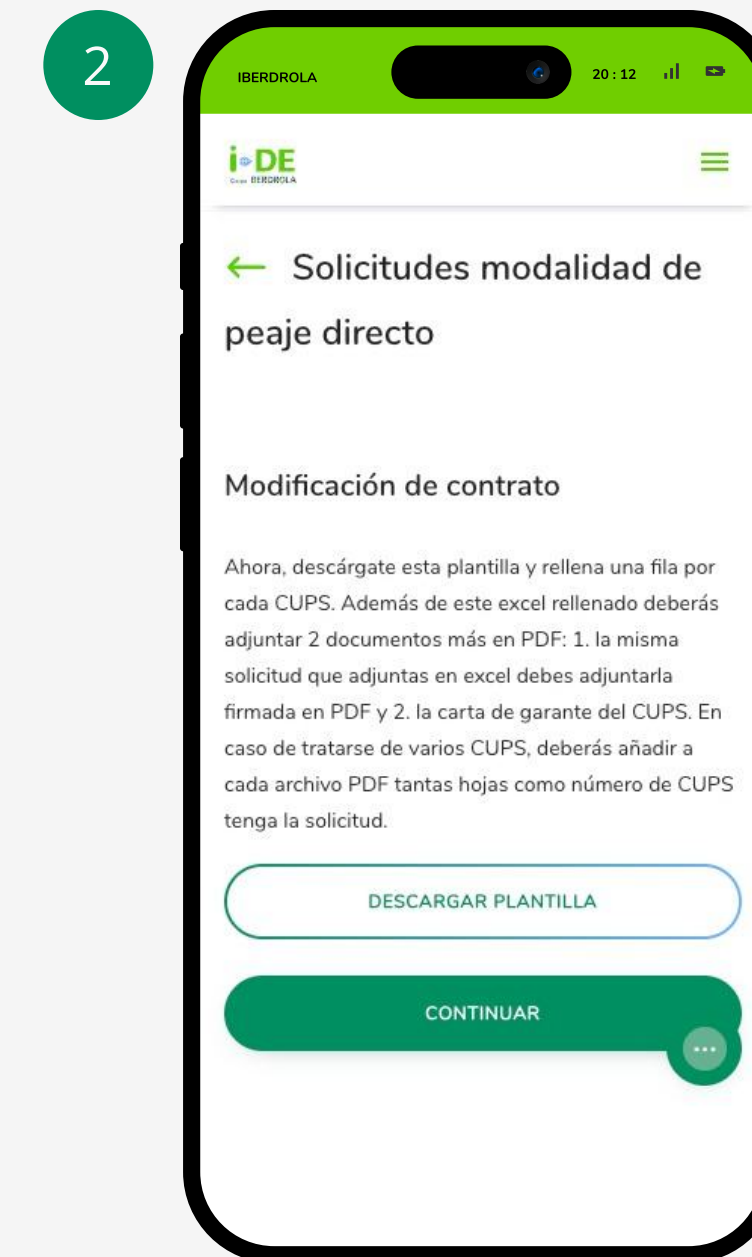 2
IBERDROLA
20 : 12
i-DE
Grupo IBERDROLA
← Solicitudes modalidad de
peaje directo
Modificación de contrato
Ahora, descárgate esta plantilla y rellena una fila por
cada CUPS. Además de este excel rellenado deberás
adjuntar 2 documentos más en PDF: 1. la misma
solicitud que adjuntas en excel debes adjuntarla
firmada en PDF y 2. la carta de garante del CUPS. En
caso de tratarse de varios CUPS, deberás añadir a
cada archivo PDF tantas hojas como número de CUPS
tenga la solicitud.
DESCARGAR PLANTILLA
CONTINUAR